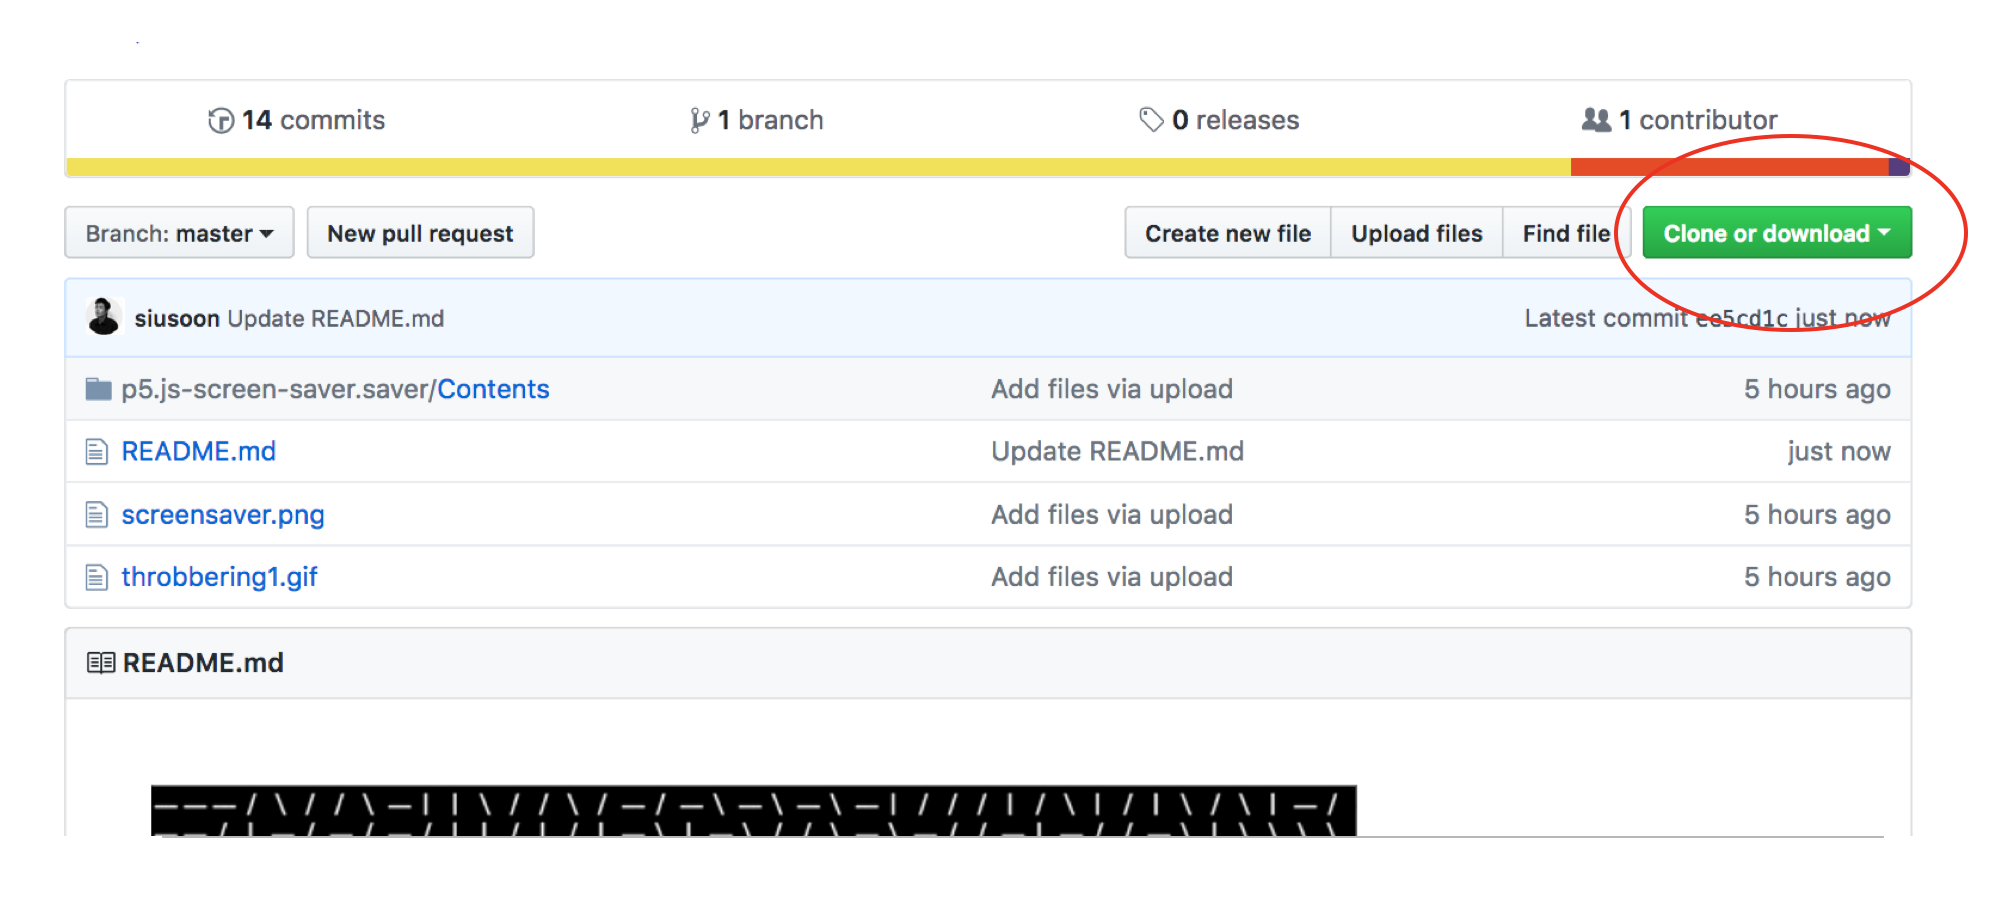 14 commits 1 branch 0 releases 1 contributor
Branch: master New pull request Create new file Upload files Find file Clone or download
siusoon Update README.md Latest commit ee5cd1c just now
p5.js-screen-saver.saver/Contents Add files via upload 5 hours ago
README.md Update README.md just now
screensaver.png Add files via upload 5 hours ago
throbbering1.gif Add files via upload 5 hours ago
README.md
———/\//\—||\//\/—/—\—\—\—|///|/\|/|\/\|—/